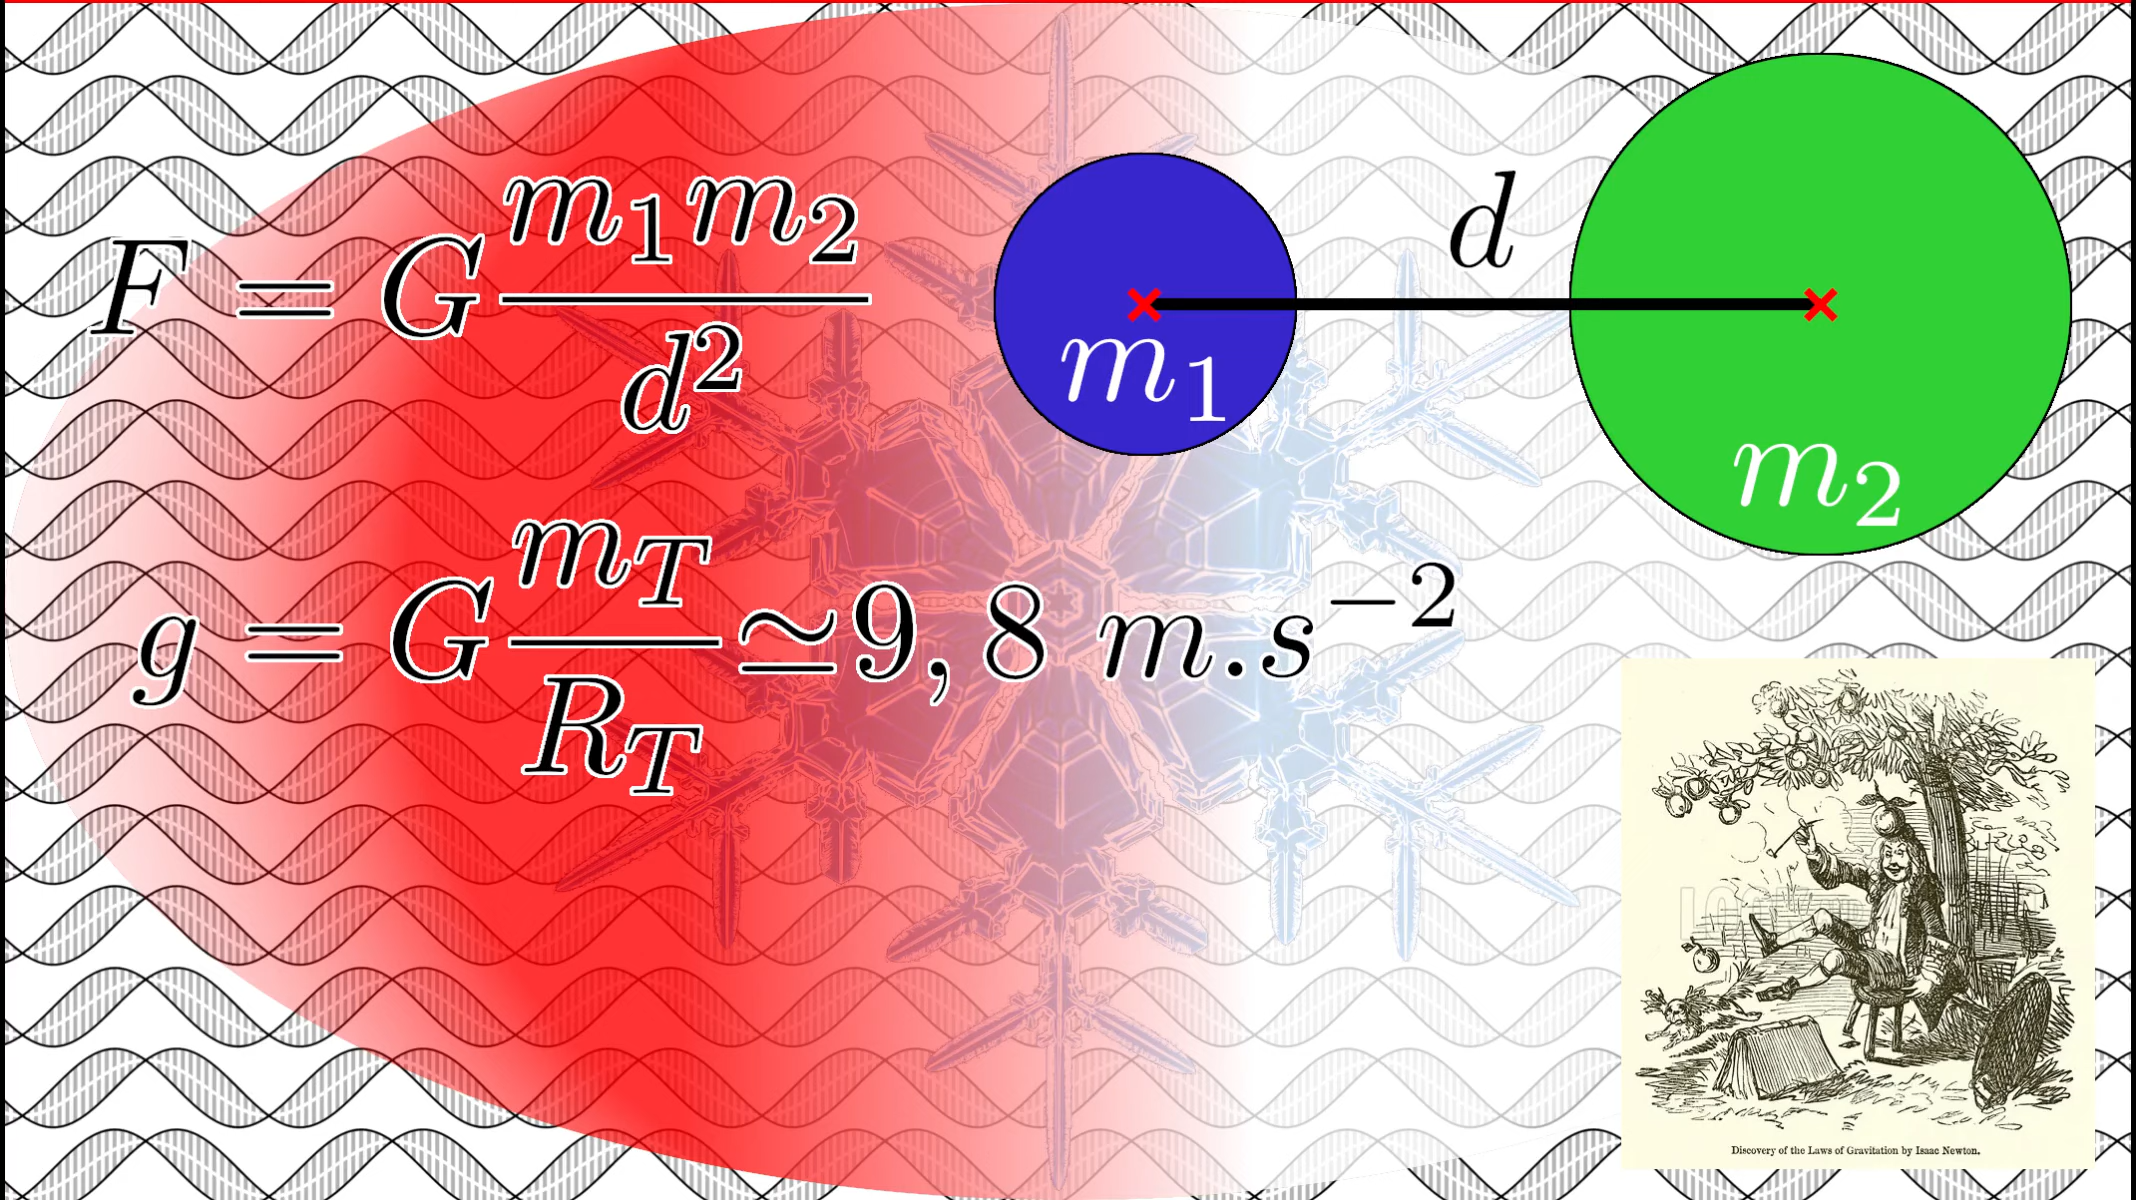 F = G m₁m₂ / d²
d
m₁
m₂
g = G m_T / R_T ≃ 9,8 m.s⁻²
Discovery of the Laws of Gravitation by Isaac Newton.